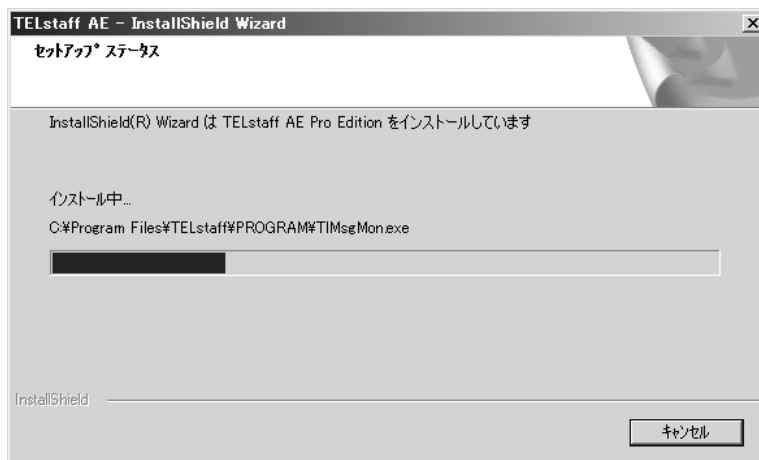 TELstaff AE - InstallShield Wizard
セットアップ ステータス
InstallShield(R) Wizard は TELstaff AE Pro Edition をインストールしています
インストール中...
C:¥Program Files¥TELstaff¥PROGRAM¥TIMsgMon.exe
InstallShield
キャンセル